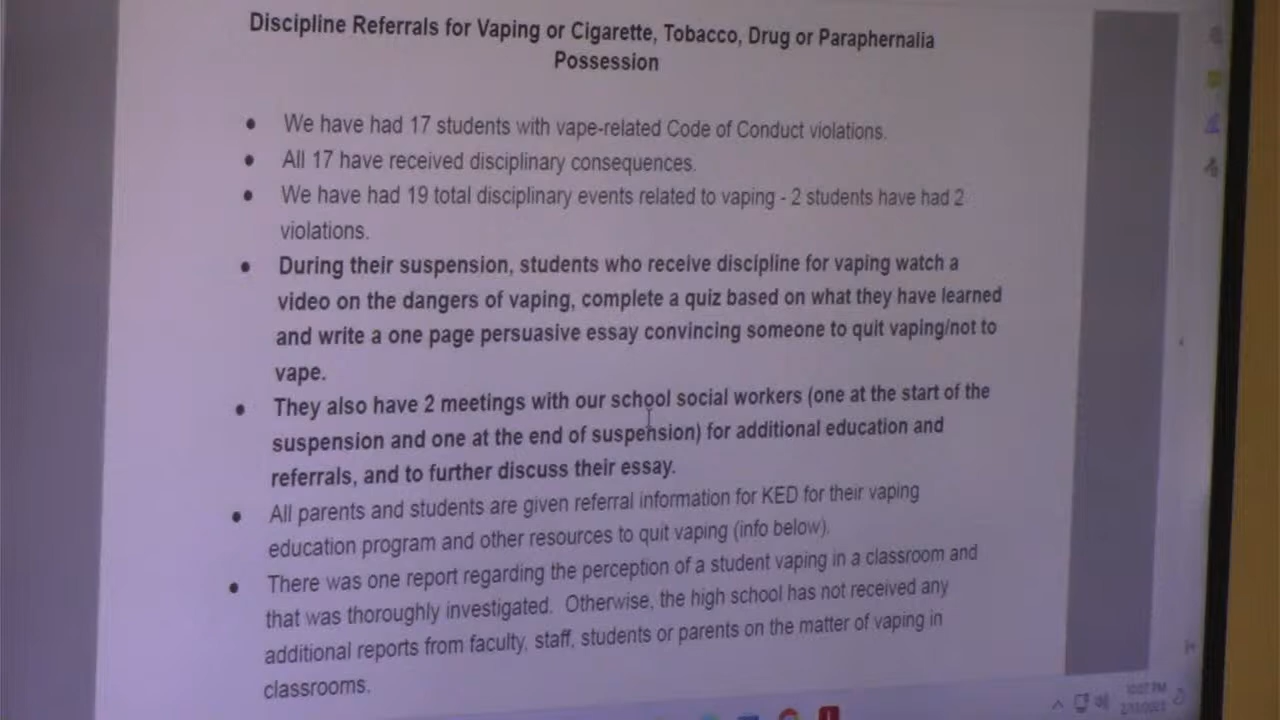 Discipline Referrals for Vaping or Cigarette, Tobacco, Drug or Paraphernalia
Possession
• We have had 17 students with vape-related Code of Conduct violations.
• All 17 have received disciplinary consequences.
• We have had 19 total disciplinary events related to vaping - 2 students have had 2
violations.
• During their suspension, students who receive discipline for vaping watch a
video on the dangers of vaping, complete a quiz based on what they have learned
and write a one page persuasive essay convincing someone to quit vaping/not to
vape.
• They also have 2 meetings with our school social workers (one at the start of the
suspension and one at the end of suspension) for additional education and
referrals, and to further discuss their essay.
• All parents and students are given referral information for KED for their vaping
education program and other resources to quit vaping (info below).
• There was one report regarding the perception of a student vaping in a classroom and
that was thoroughly investigated. Otherwise, the high school has not received any
additional reports from faculty, staff, students or parents on the matter of vaping in
classrooms.